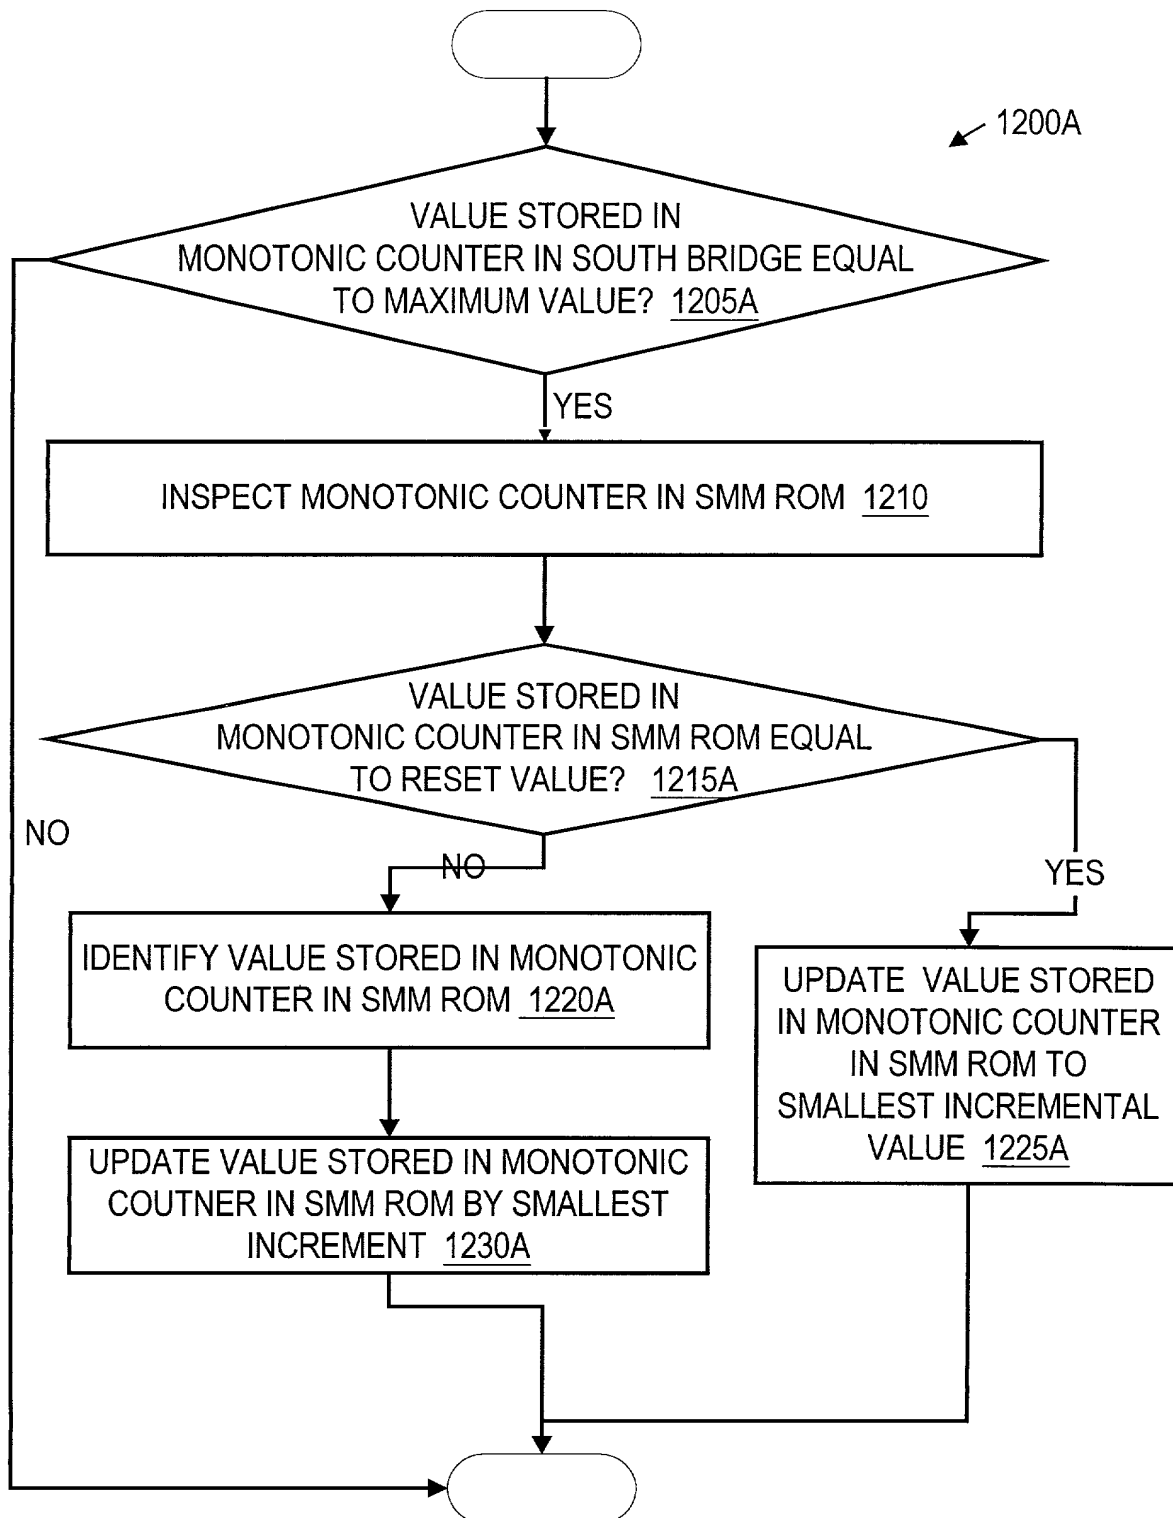 1200A
VALUE STORED IN
MONOTONIC COUNTER IN SOUTH BRIDGE EQUAL
TO MAXIMUM VALUE? 1205A
YES
INSPECT MONOTONIC COUNTER IN SMM ROM 1210
VALUE STORED IN
MONOTONIC COUNTER IN SMM ROM EQUAL
TO RESET VALUE? 1215A
NO
NO
YES
IDENTIFY VALUE STORED IN MONOTONIC
COUNTER IN SMM ROM 1220A
UPDATE VALUE STORED
IN MONOTONIC COUNTER
IN SMM ROM TO
SMALLEST INCREMENTAL
VALUE 1225A
UPDATE VALUE STORED IN MONOTONIC
COUTNER IN SMM ROM BY SMALLEST
INCREMENT 1230A